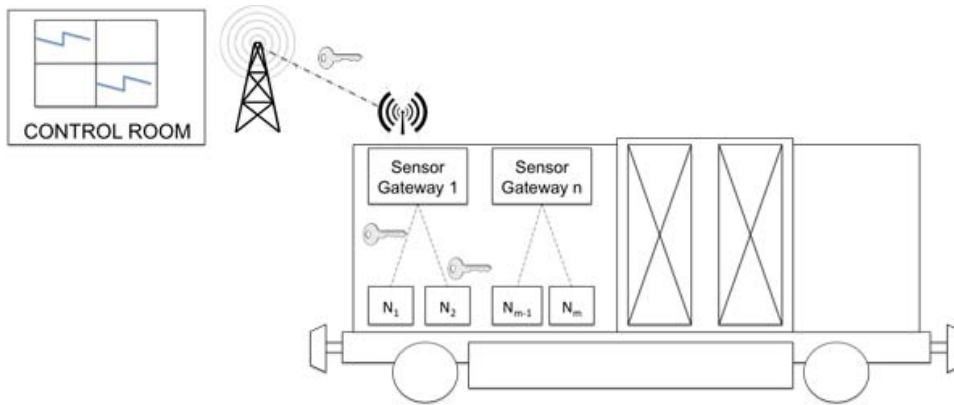 CONTROL ROOM
Sensor
Gateway 1
Sensor
Gateway n
N₁
N₂
Nₘ₋₁
Nₘ